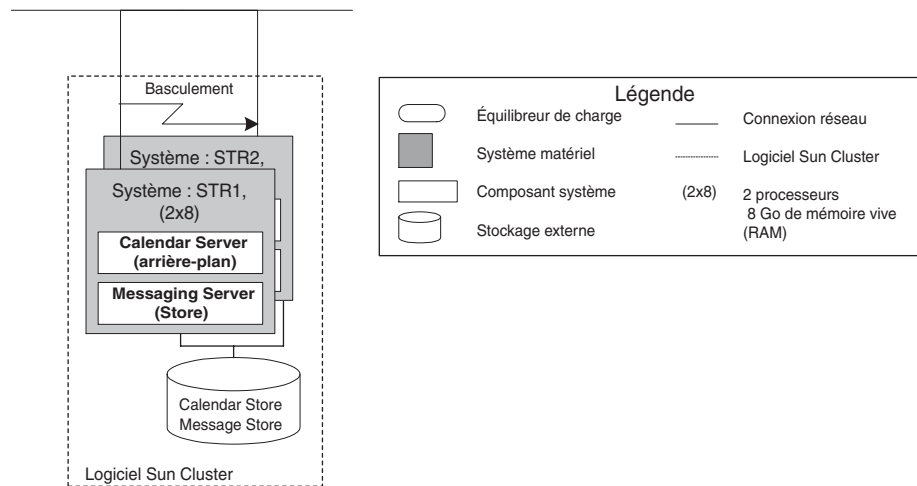 Basculement
Système : STR2,
Système : STR1,
(2x8)
Calendar Server
(arrière-plan)
Messaging Server
(Store)
Calendar Store
Message Store
Logiciel Sun Cluster
Légende
Équilibreur de charge
Système matériel
Composant système
Stockage externe
Connexion réseau
Logiciel Sun Cluster
(2x8)
2 processeurs
8 Go de mémoire vive
(RAM)